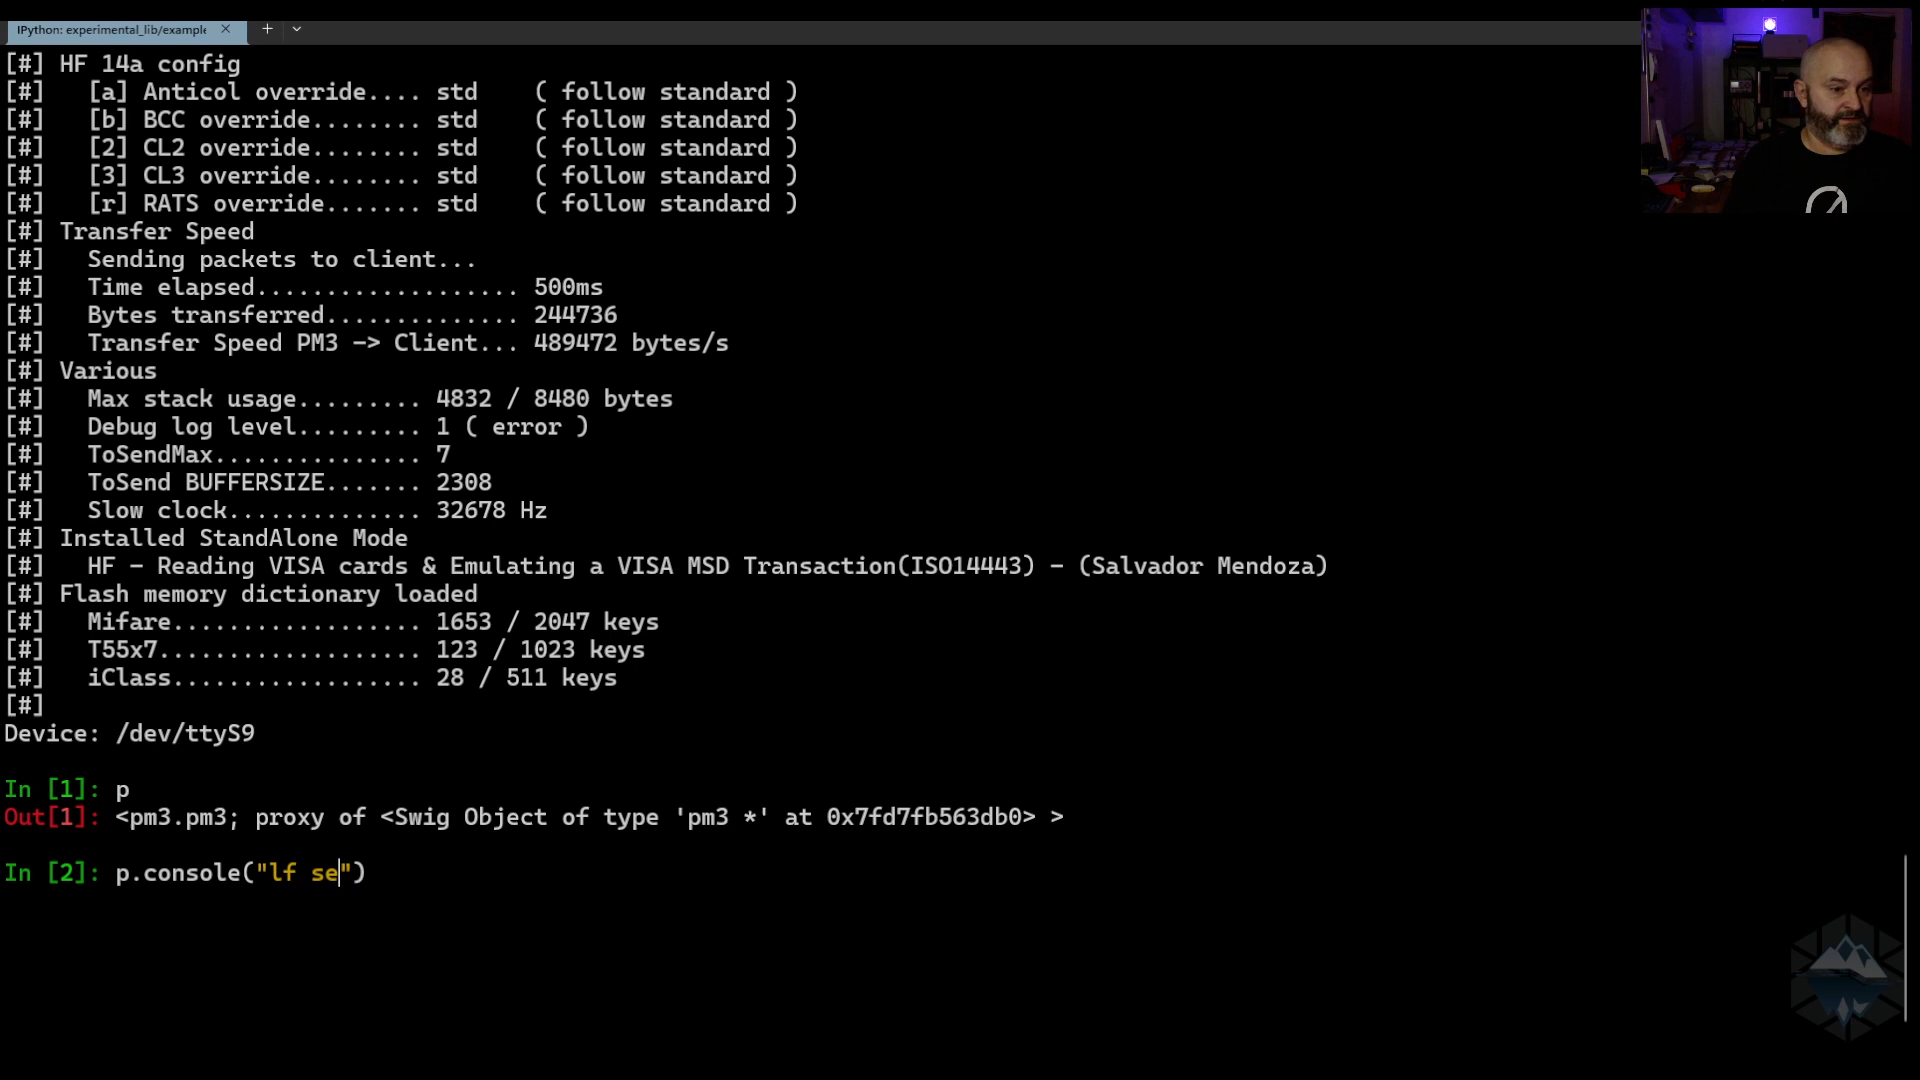 IPython: experimental_lib/example
[#] HF 14a config
[#]   [a] Anticol override.... std    ( follow standard )
[#]   [b] BCC override........ std    ( follow standard )
[#]   [2] CL2 override........ std    ( follow standard )
[#]   [3] CL3 override........ std    ( follow standard )
[#]   [r] RATS override....... std    ( follow standard )
[#] Transfer Speed
[#]   Sending packets to client...
[#]   Time elapsed................... 500ms
[#]   Bytes transferred.............. 244736
[#]   Transfer Speed PM3 -> Client... 489472 bytes/s
[#] Various
[#]   Max stack usage......... 4832 / 8480 bytes
[#]   Debug log level......... 1 ( error )
[#]   ToSendMax............... 7
[#]   ToSend BUFFERSIZE....... 2308
[#]   Slow clock.............. 32678 Hz
[#] Installed StandAlone Mode
[#]   HF - Reading VISA cards & Emulating a VISA MSD Transaction(ISO14443) - (Salvador Mendoza)
[#] Flash memory dictionary loaded
[#]   Mifare.................. 1653 / 2047 keys
[#]   T55x7................... 123 / 1023 keys
[#]   iClass.................. 28 / 511 keys
[#]
Device: /dev/ttyS9
In [1]: p
Out[1]: <pm3.pm3; proxy of <Swig Object of type 'pm3 *' at 0x7fd7fb563db0> >
In [2]: p.console("lf se")